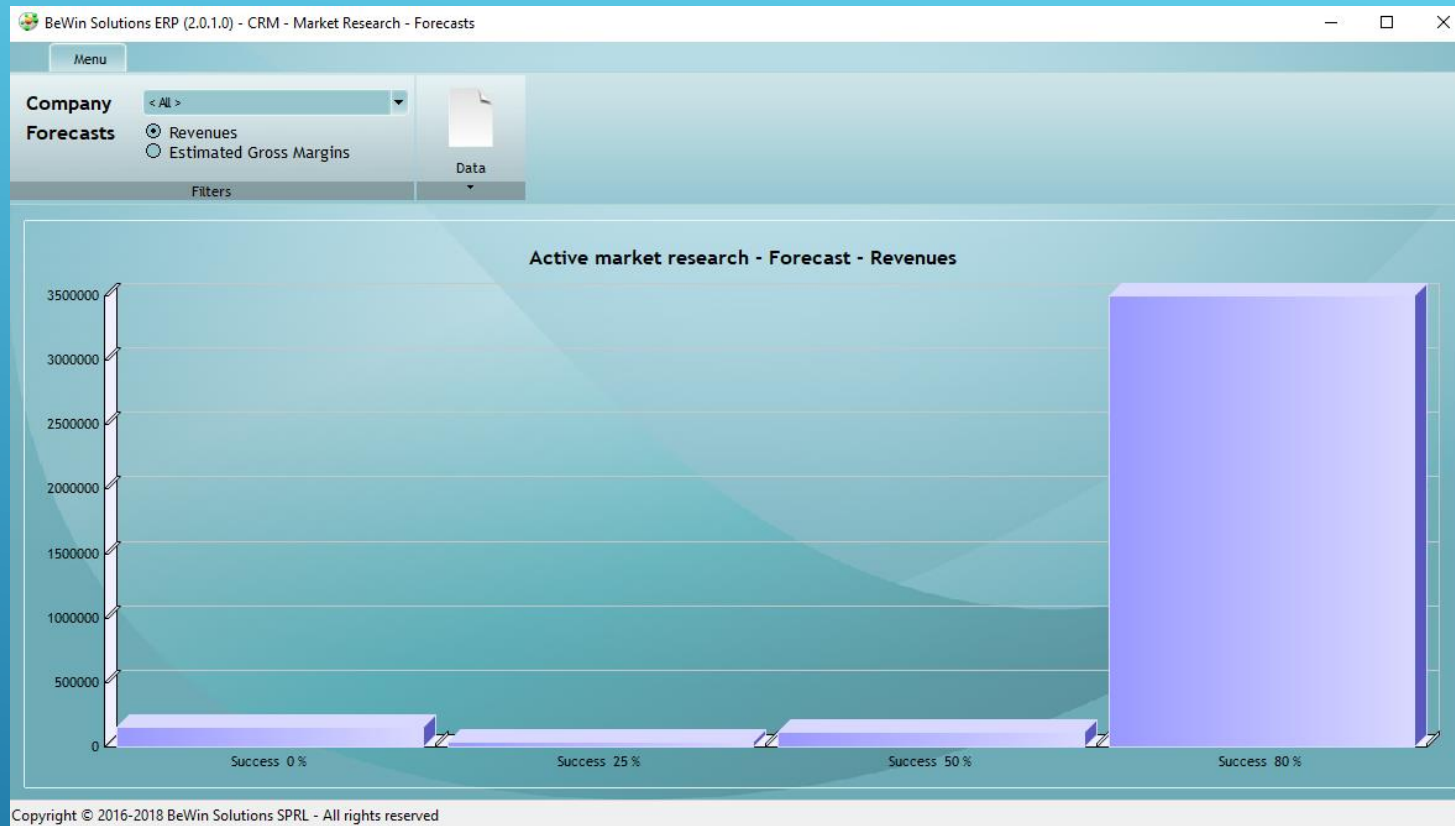 BeWin Solutions ERP (2.0.1.0) - CRM - Market Research - Forecasts
Menu
Company
< All >
Forecasts
Revenues
Estimated Gross Margins
Filters
Data
Active market research - Forecast - Revenues
3500000
3000000
2500000
2000000
1500000
1000000
500000
0
Success 0 %
Success 25 %
Success 50 %
Success 80 %
Copyright © 2016-2018 BeWin Solutions SPRL - All rights reserved